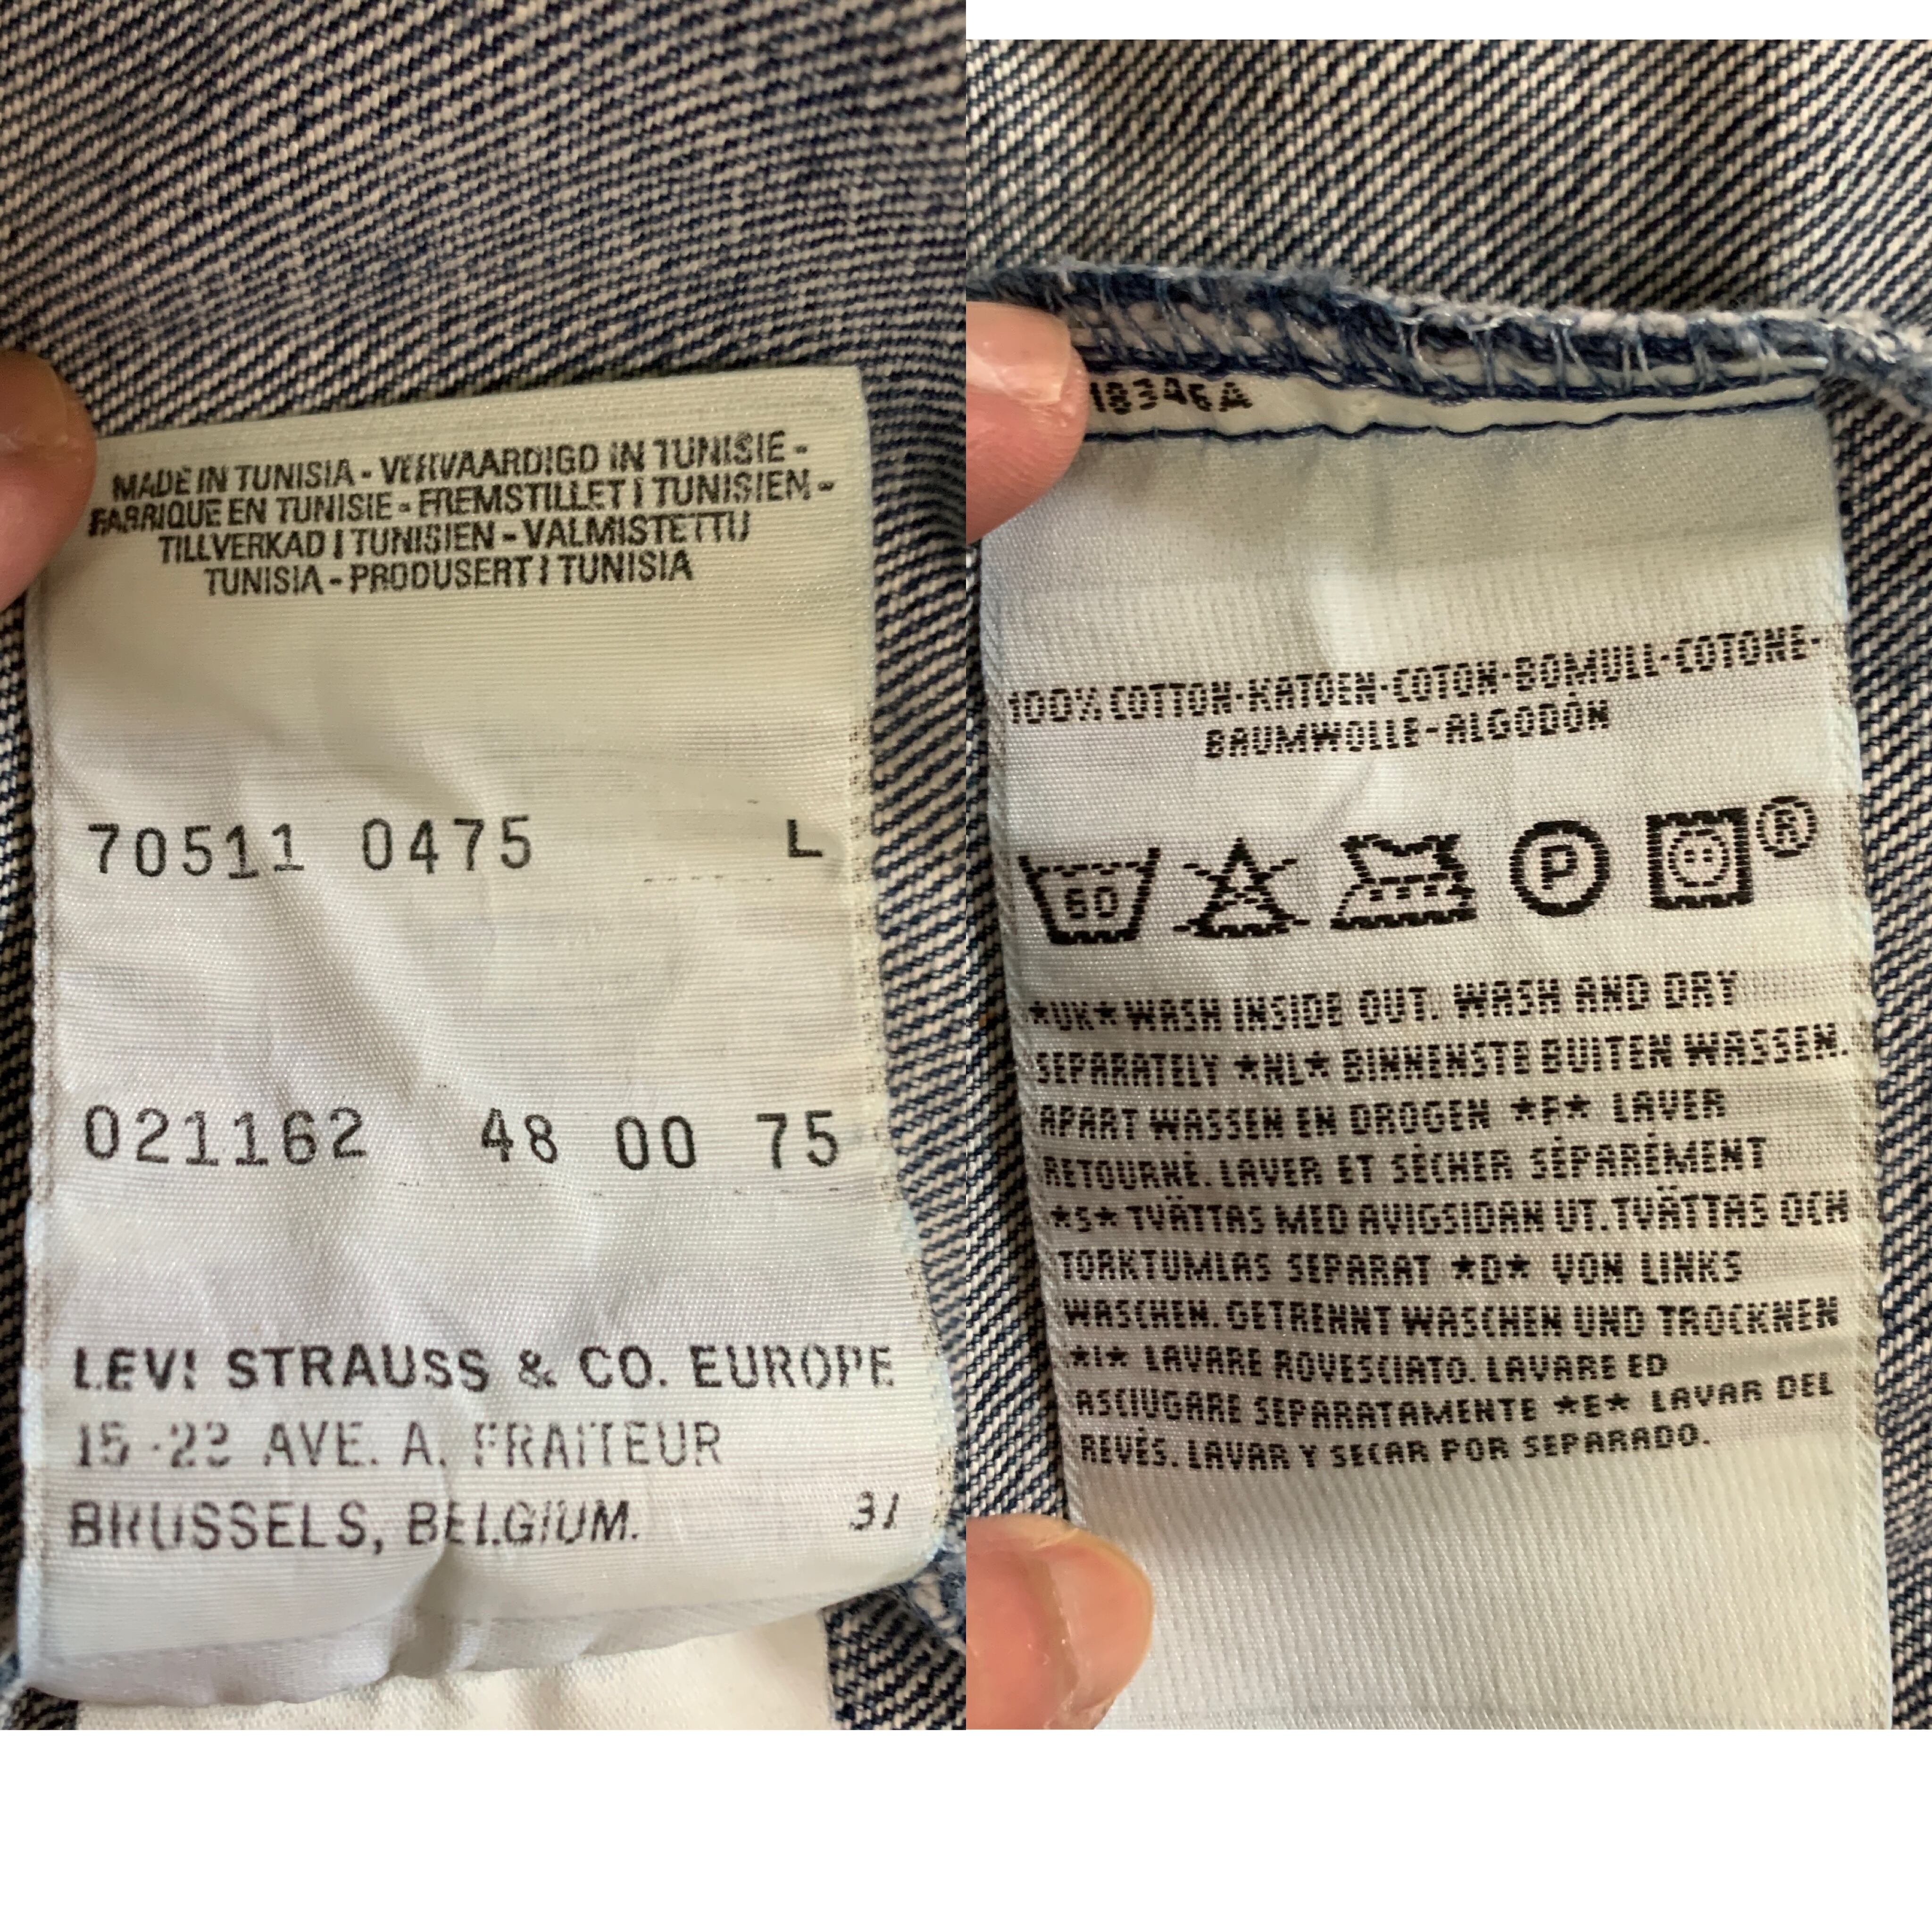 MADE IN TUNISIA - VERVAARDIGD IN TUNISIE -
FABRIQUE EN TUNISIE - FREMSTILLET I TUNISIEN -
TILLVERKAD I TUNISIEN - VALMISTETTU
TUNISIA - PRODUSERT I TUNISIA
70511 0475 L
021162 48 00 75
LEVI STRAUSS & CO. EUROPE
15-23 AVE. A. FRAITEUR
BRUSSELS, BELGIUM. 31
18346A
100% COTTON-KATOEN-COTON-BOMULL-COTONE-
BAUMWOLLE-ALGODÓN
60 P ®
*UK* WASH INSIDE OUT. WASH AND DRY
SEPARATELY *NL* BINNENSTE BUITEN WASSEN.
APART WASSEN EN DROGEN *F* LAVER
RETOURNÉ. LAVER ET SÉCHER SÉPARÉMENT
*S* TVÄTTAS MED AVIGSIDAN UT. TVÄTTAS OCH
TORKTUMLAS SEPARAT *D* VON LINKS
WASCHEN. GETRENNT WASCHEN UND TROCKNEN
*I* LAVARE ROVESCIATO. LAVARE ED
ASCIUGARE SEPARATAMENTE *E* LAVAR DEL
REVÉS. LAVAR Y SECAR POR SEPARADO.